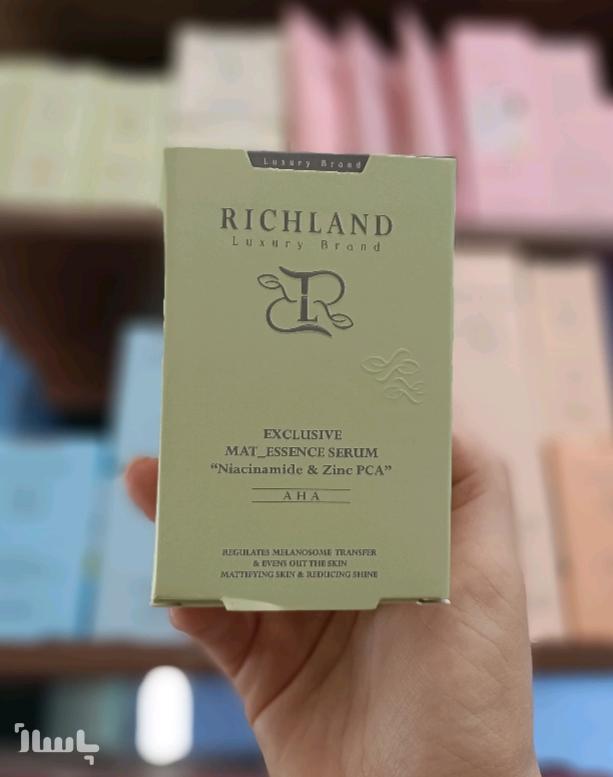 Luxury Brand
RICHLAND
Luxury Brand
EXCLUSIVE
MAT_ESSENCE SERUM
“Niacinamide & Zinc PCA”
AHA
REGULATES MELANOSOME TRANSFER
& EVENS OUT THE SKIN
MATTIFYING SKIN & REDUCING SHINE
پاساژ